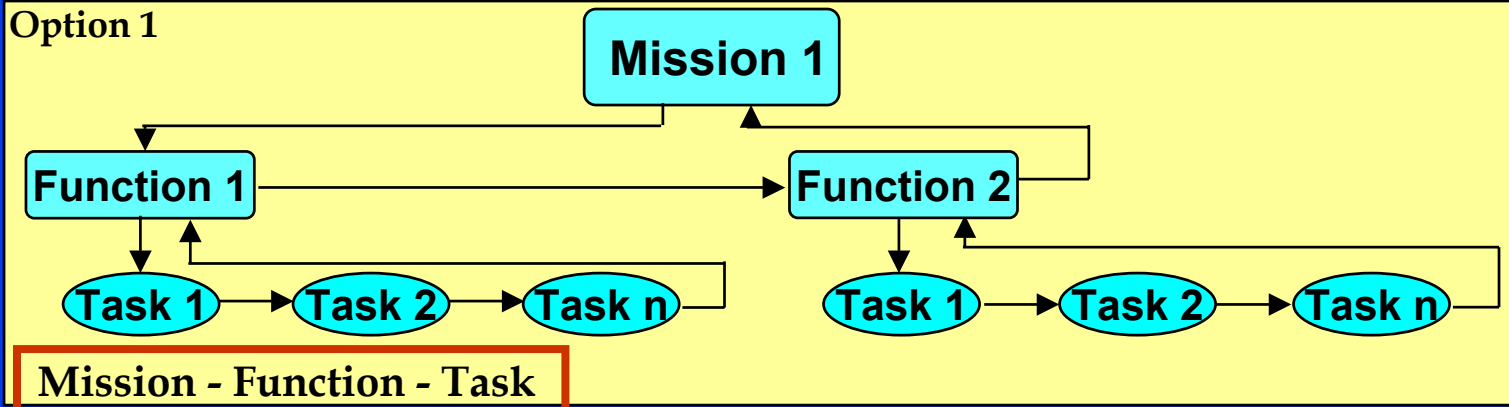 Option 1
Mission 1
Function 1
Function 2
Task 1
Task 2
Task n
Task 1
Task 2
Task n
Mission - Function - Task